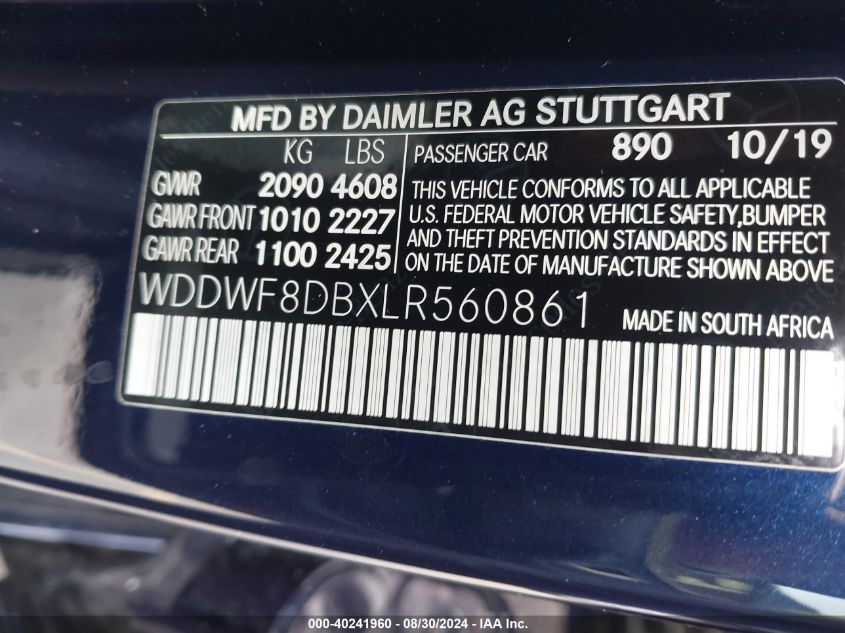 MFD BY DAIMLER AG STUTTGART
KG LBS
GVWR 2090 4608
GAWR FRONT 1010 2227
GAWR REAR 1100 2425
PASSENGER CAR 890 10/19
THIS VEHICLE CONFORMS TO ALL APPLICABLE
U.S. FEDERAL MOTOR VEHICLE SAFETY,BUMPER
AND THEFT PREVENTION STANDARDS IN EFFECT
ON THE DATE OF MANUFACTURE SHOWN ABOVE
WDDWF8DBXLR560861
MADE IN SOUTH AFRICA
000-40241960 - 08/30/2024 - IAA Inc.